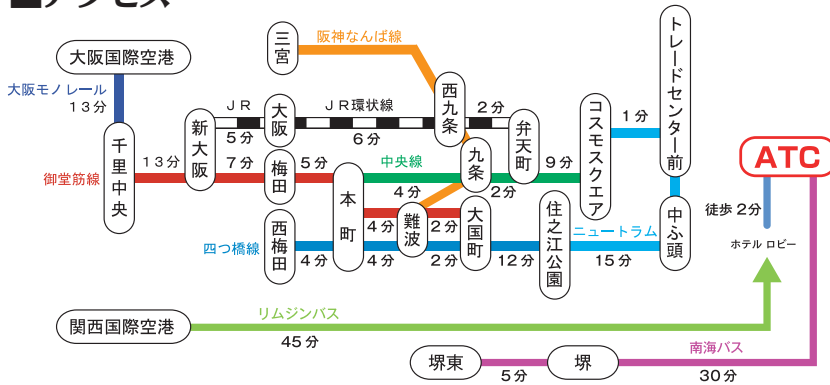 ■アクセス
三宮
阪神なんば線
トレードセンター前
大阪国際空港
大阪モノレール
13分
JR
大阪
JR環状線
西九条
2分
コスモスクエア
1分
新大阪
5分
6分
弁天町
千里中央
13分
7分
梅田
5分
中央線
九条
9分
ATC
御堂筋線
本町
4分
2分
住之江公園
徒歩 2分
西梅田
4分
難波
2分
大国町
中ふ頭
四つ橋線
ニュートラム
ホテル ロビー
4分
4分
2分
12分
15分
関西国際空港
リムジンバス
45分
堺東
堺
南海バス
5分
30分